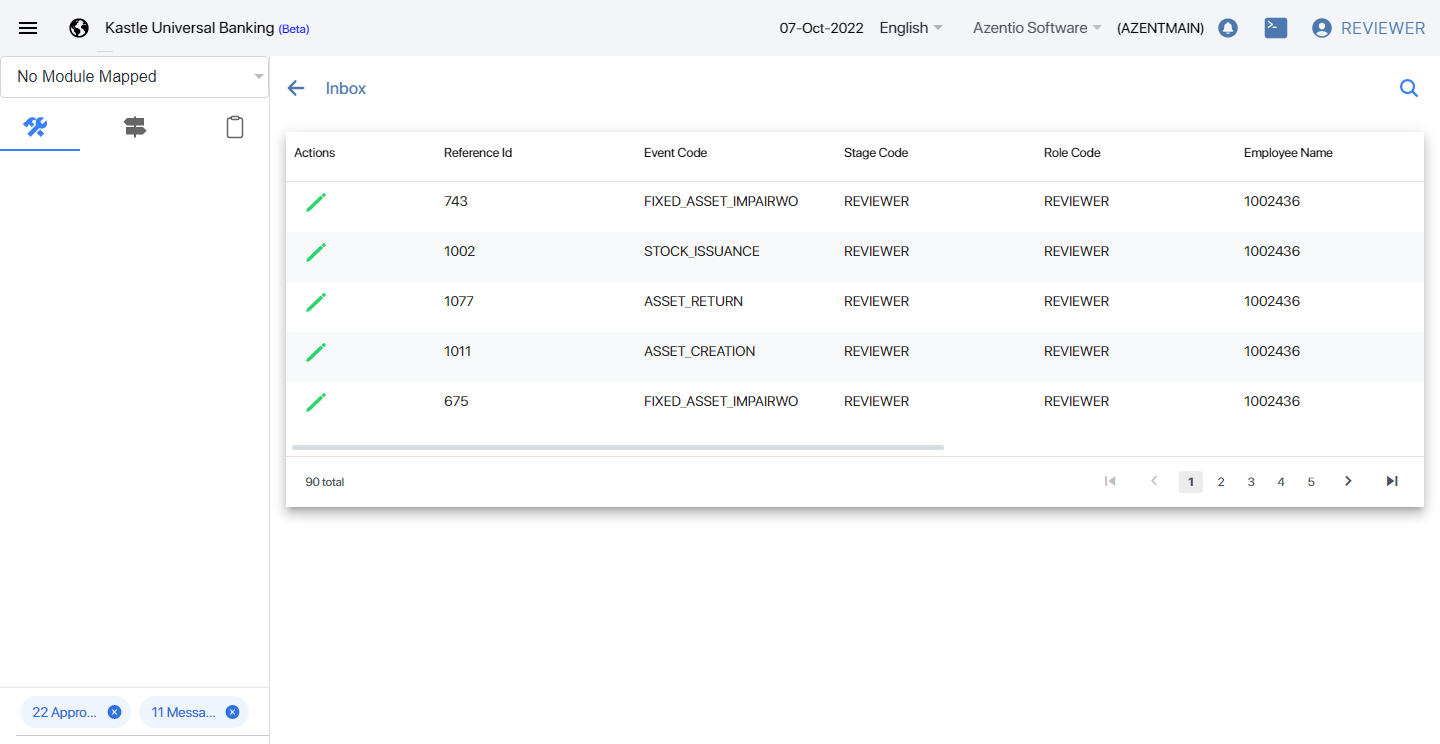 Kastle Universal Banking (Beta) 07-Oct-2022 English Azentio Software (AZENTMAIN) REVIEWER
No Module Mapped
Inbox
Actions Reference Id Event Code Stage Code Role Code Employee Name
743 FIXED_ASSET_IMPAIRWO REVIEWER REVIEWER 1002436
1002 STOCK_ISSUANCE REVIEWER REVIEWER 1002436
1077 ASSET_RETURN REVIEWER REVIEWER 1002436
1011 ASSET_CREATION REVIEWER REVIEWER 1002436
675 FIXED_ASSET_IMPAIRWO REVIEWER REVIEWER 1002436
90 total 1 2 3 4 5
22 Appro... 11 Messa...